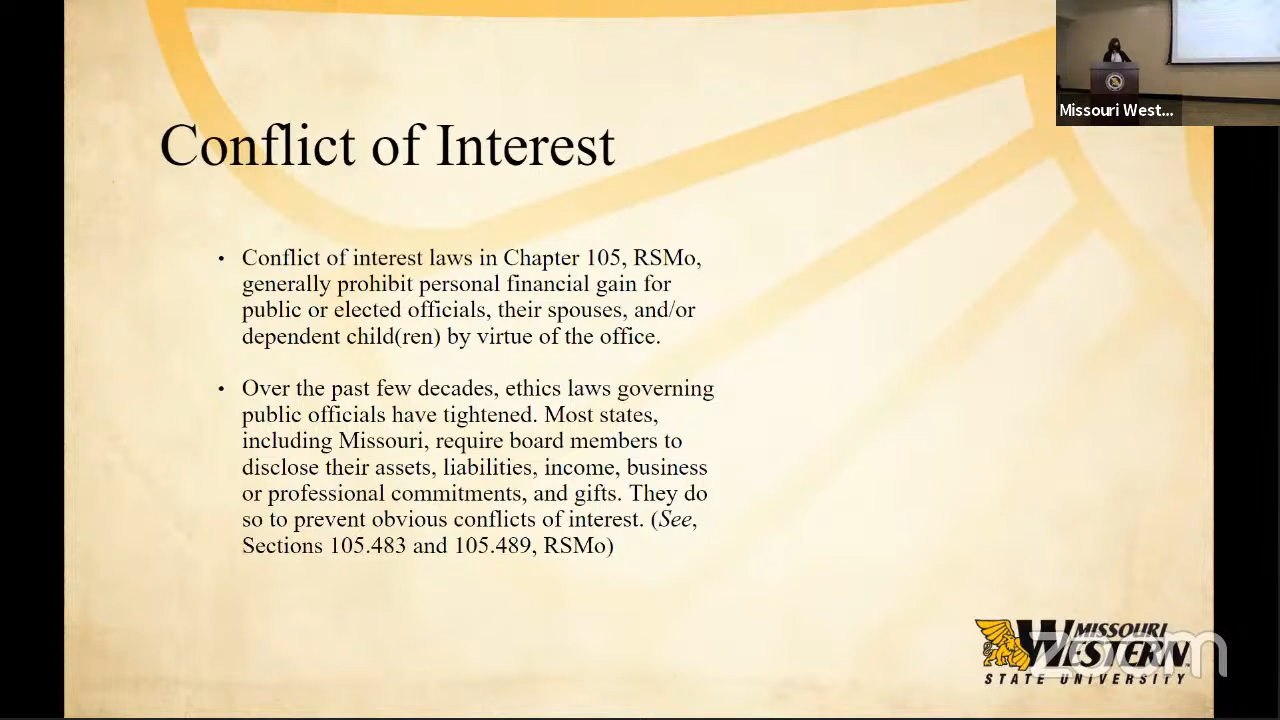 Missouri West...
Conflict of Interest
• Conflict of interest laws in Chapter 105, RSMo,
generally prohibit personal financial gain for
public or elected officials, their spouses, and/or
dependent child(ren) by virtue of the office.
• Over the past few decades, ethics laws governing
public officials have tightened. Most states,
including Missouri, require board members to
disclose their assets, liabilities, income, business
or professional commitments, and gifts. They do
so to prevent obvious conflicts of interest. (See,
Sections 105.483 and 105.489, RSMo)
MISSOURI
WESTERN
STATE UNIVERSITY
zoom